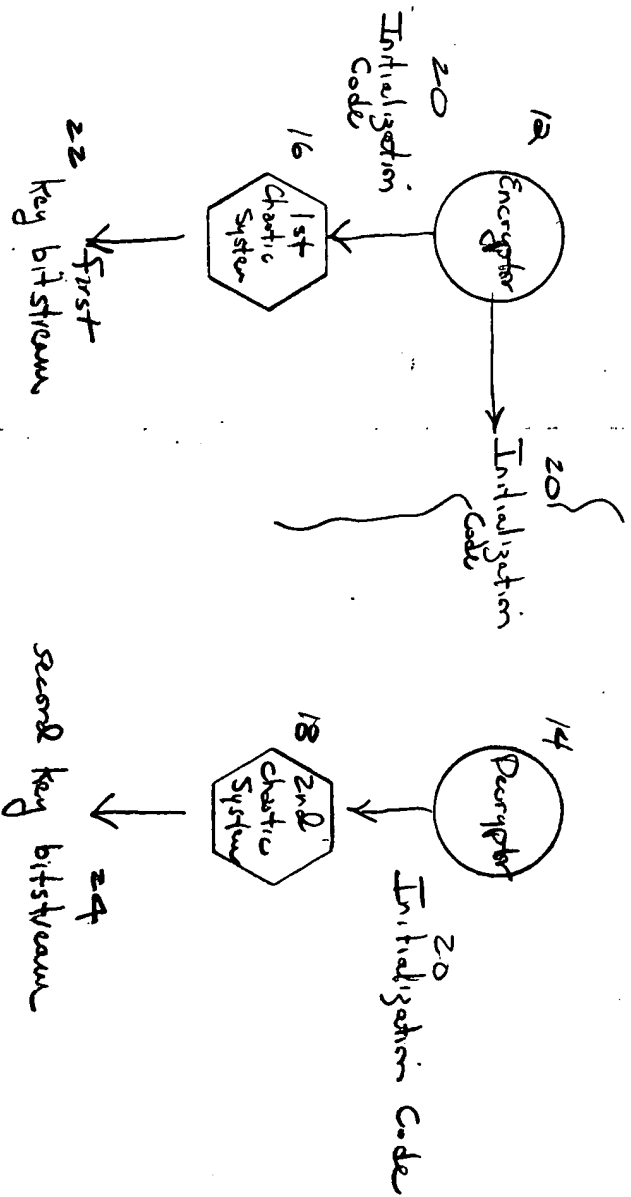 12
Encryptor
20
Initialization
Code
14
Decryptor
20
Initialization
Code
20
Initialization Code
16
1st
Chaotic
System
18
2nd
Chaotic
System
first
22
key bitstream
24
second key bitstream